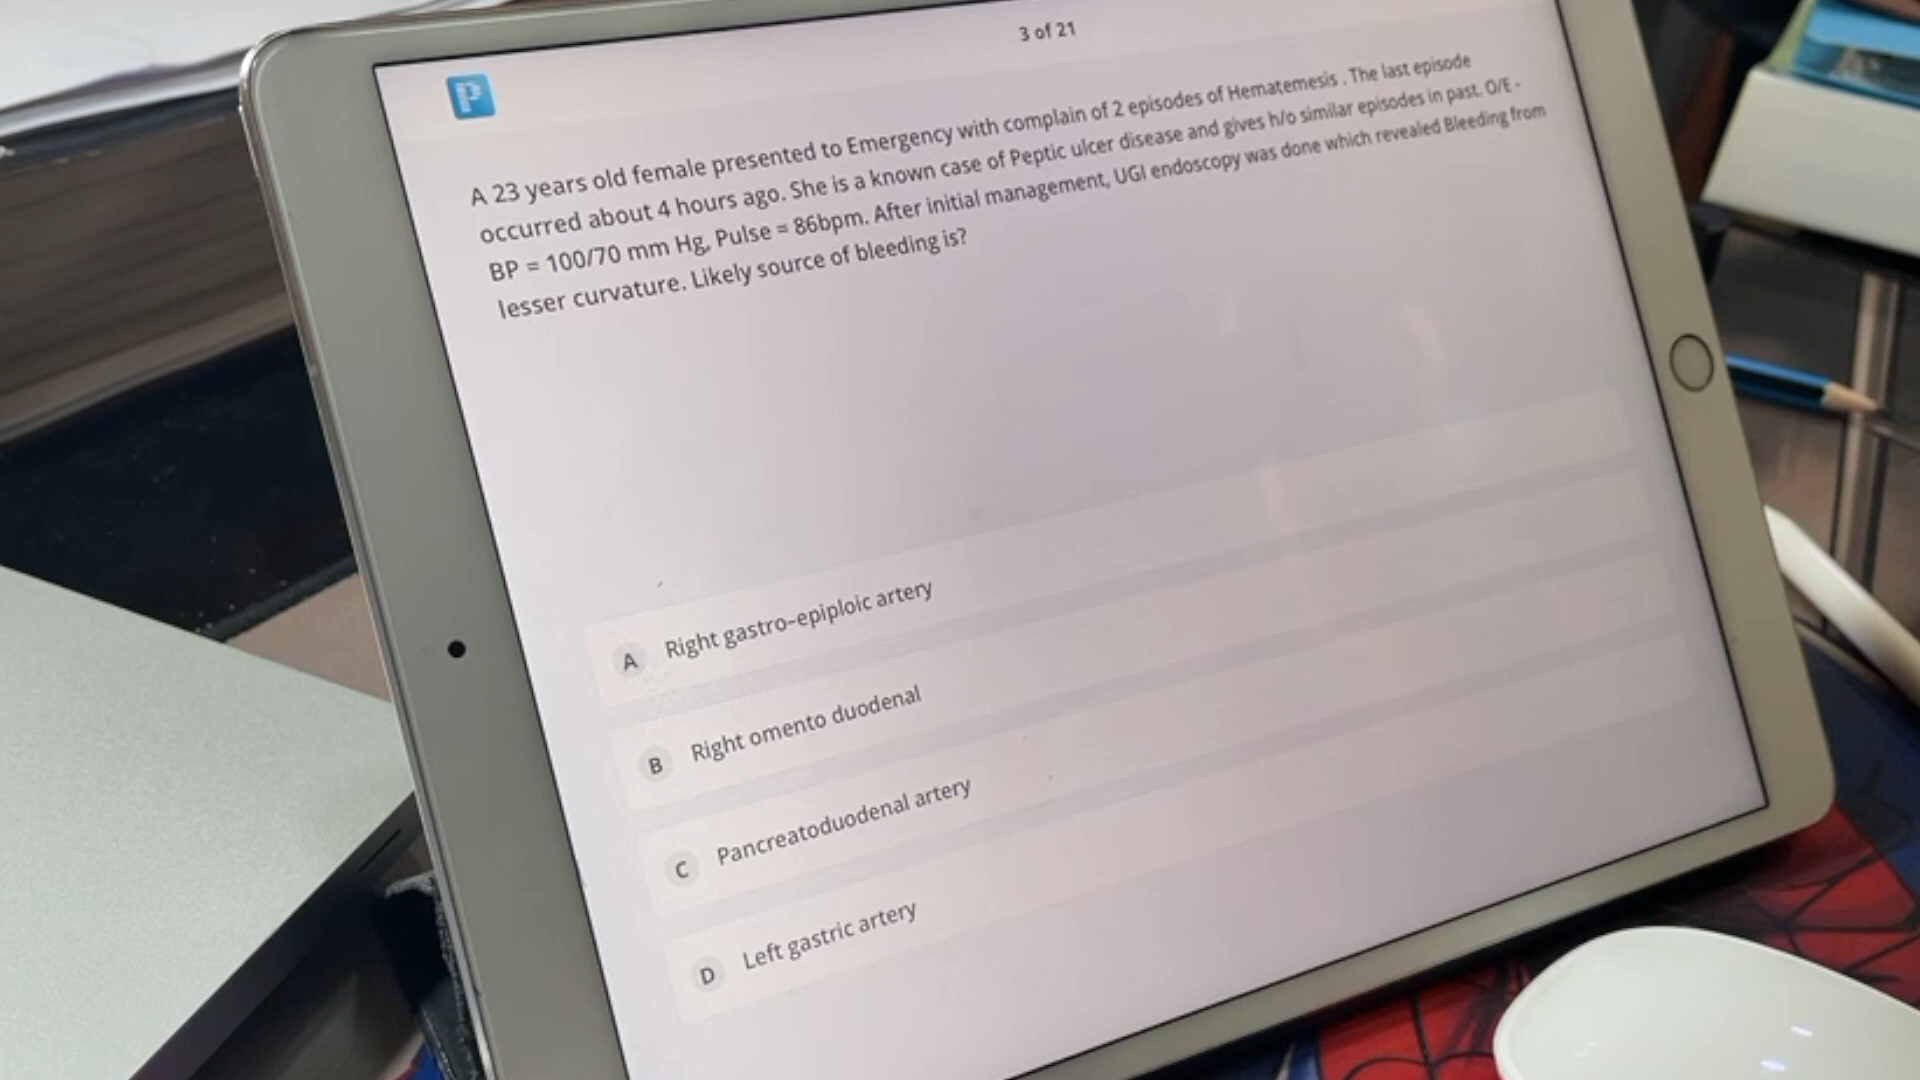 3 of 21
A 23 years old female presented to Emergency with complain of 2 episodes of Hematemesis . The last episode
occurred about 4 hours ago. She is a known case of Peptic ulcer disease and gives h/o similar episodes in past. O/E -
BP = 100/70 mm Hg, Pulse = 86bpm. After initial management, UGI endoscopy was done which revealed Bleeding from
lesser curvature. Likely source of bleeding is?
A Right gastro-epiploic artery
B Right omento duodenal
C Pancreatoduodenal artery
D Left gastric artery